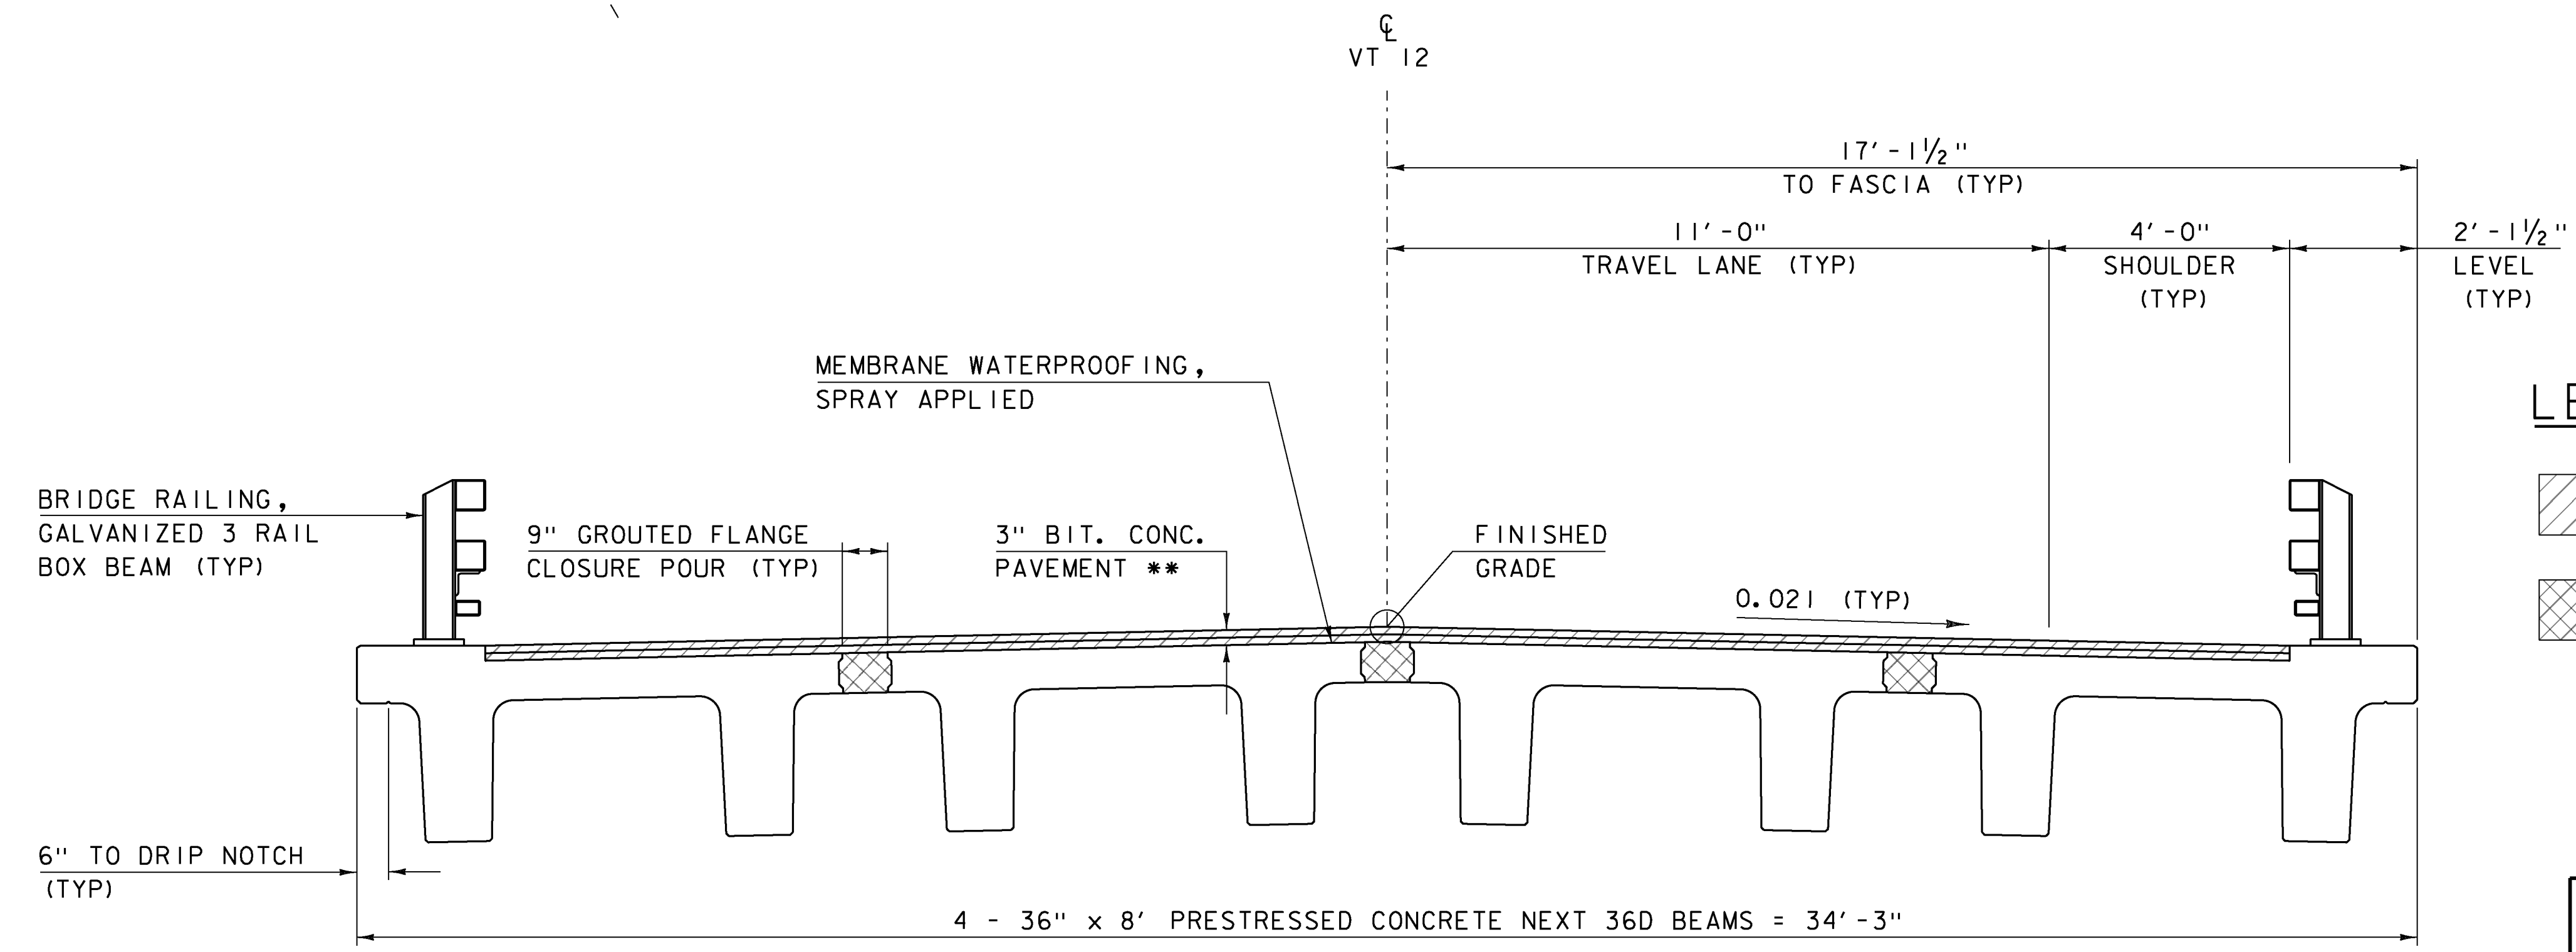 ℄
VT 12
17'-1½"
TO FASCIA (TYP)
11'-0"
TRAVEL LANE (TYP)
4'-0"
SHOULDER
(TYP)
2'-1½"
LEVEL
(TYP)
MEMBRANE WATERPROOFING,
SPRAY APPLIED
BRIDGE RAILING,
GALVANIZED 3 RAIL
BOX BEAM (TYP)
9" GROUTED FLANGE
CLOSURE POUR (TYP)
3" BIT. CONC.
PAVEMENT **
FINISHED
GRADE
0.021 (TYP)
6" TO DRIP NOTCH
(TYP)
4 - 36" x 8' PRESTRESSED CONCRETE NEXT 36D BEAMS = 34'-3"